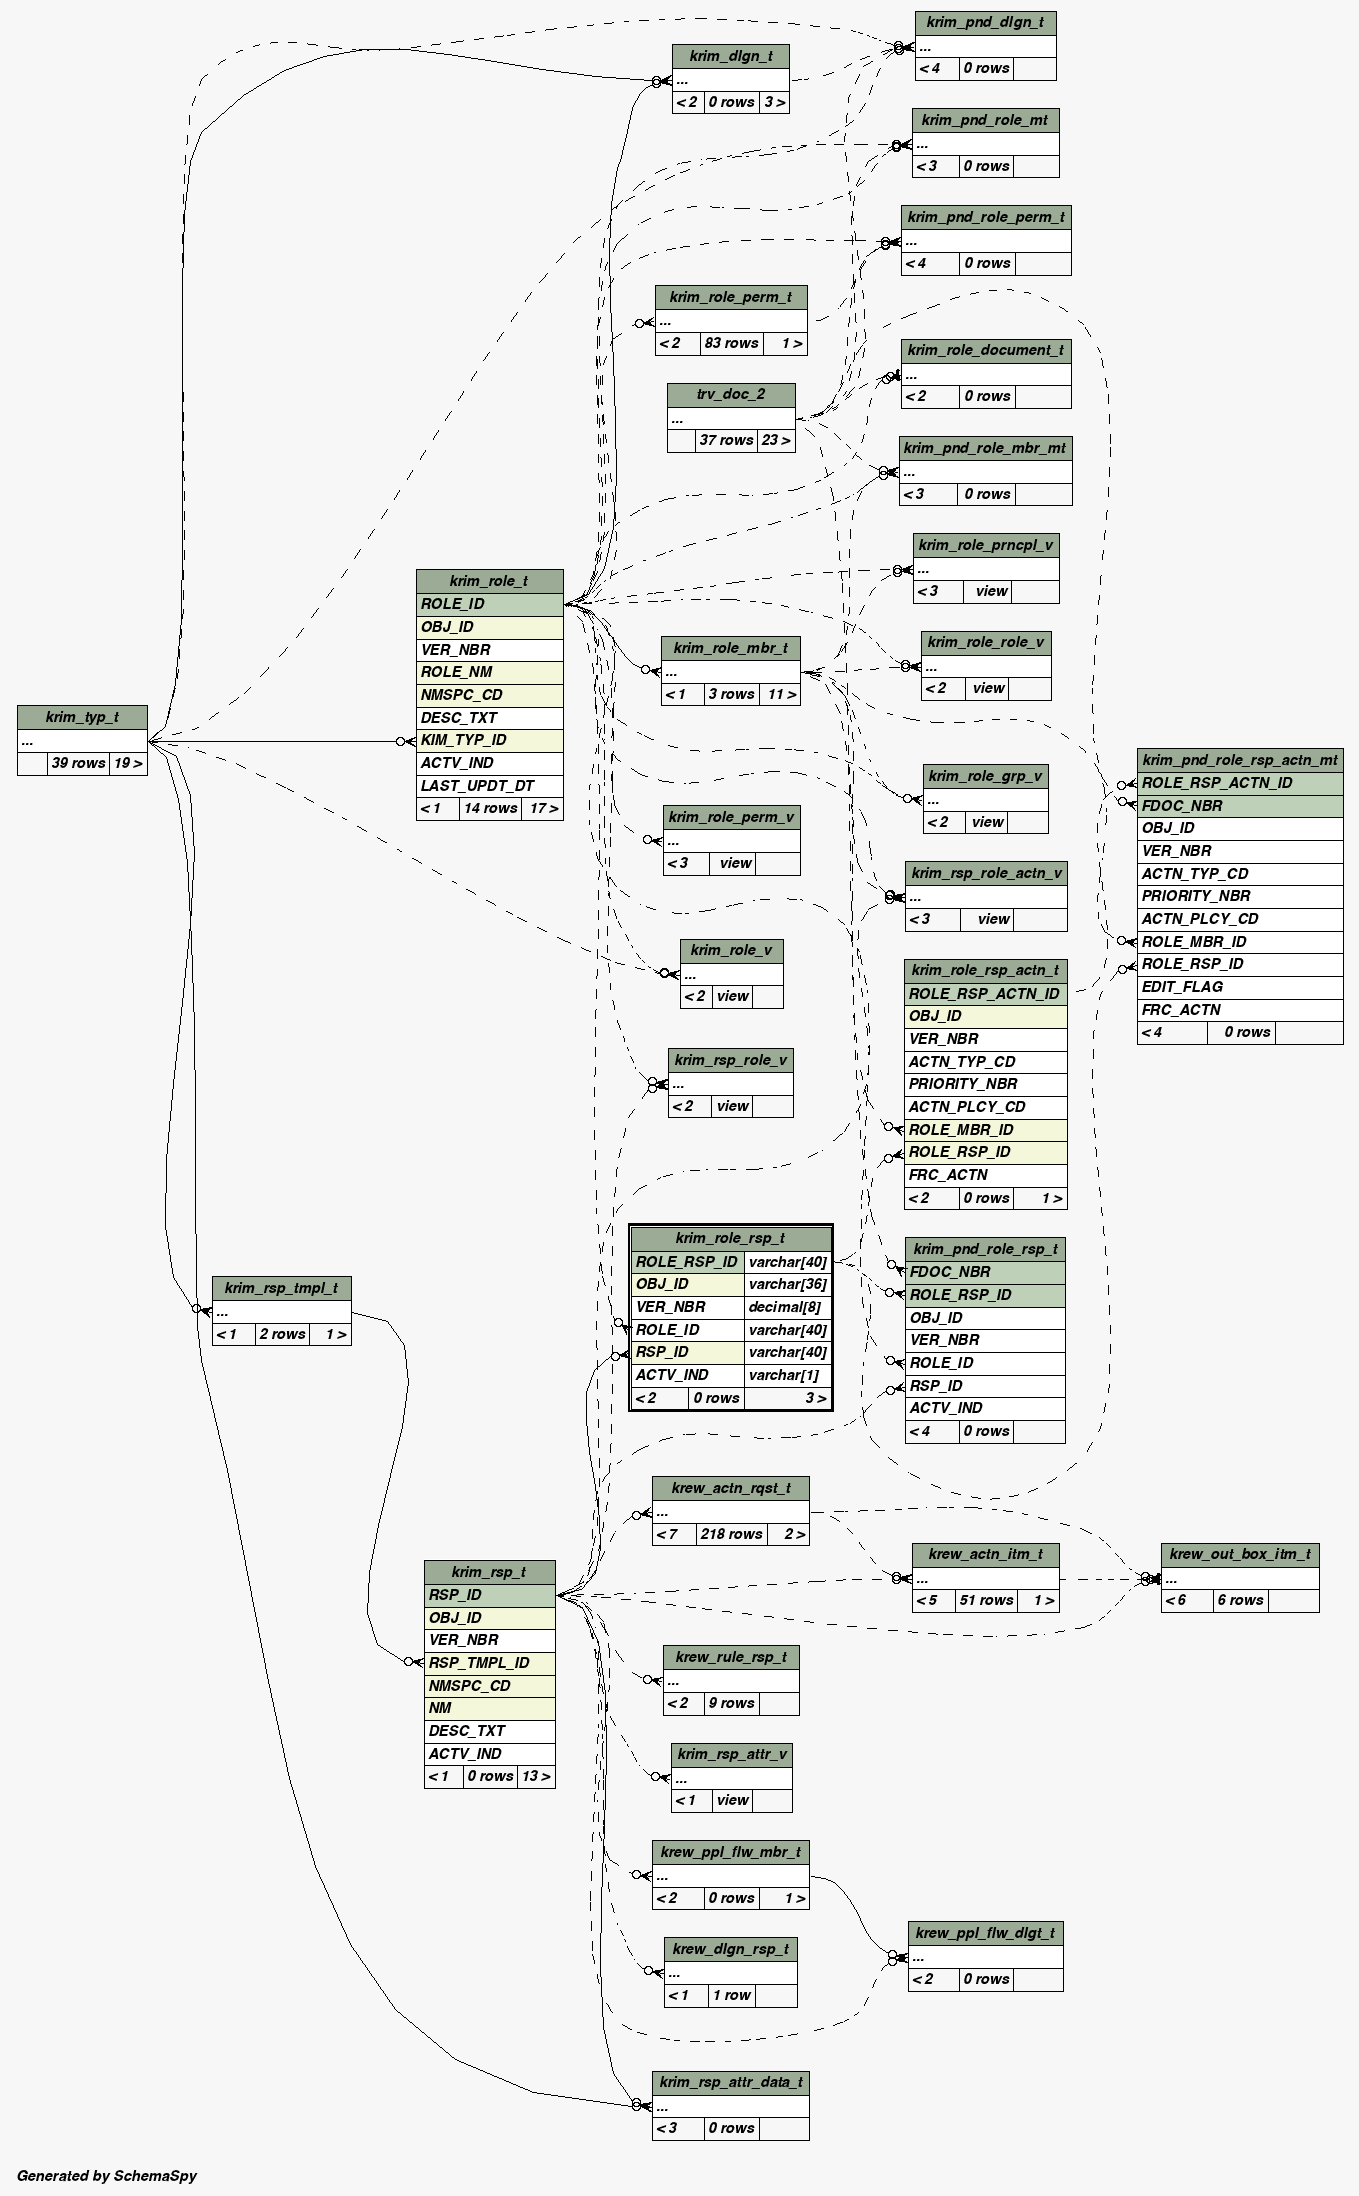 krim_pnd_dlgn_t
...
< 4 0 rows
krim_dlgn_t
...
< 2 0 rows 3 >
krim_pnd_role_mt
...
< 3 0 rows
krim_pnd_role_perm_t
...
< 4 0 rows
krim_role_perm_t
...
< 2 83 rows 1 >
krim_role_document_t
...
< 2 0 rows
trv_doc_2
...
37 rows 23 >
krim_pnd_role_mbr_mt
...
< 3 0 rows
krim_role_prncpl_v
...
< 3 view
krim_role_t
ROLE_ID
OBJ_ID
VER_NBR
ROLE_NM
NMSPC_CD
DESC_TXT
KIM_TYP_ID
ACTV_IND
LAST_UPDT_DT
< 1 14 rows 17 >
krim_role_role_v
...
< 2 view
krim_role_mbr_t
...
< 1 3 rows 11 >
krim_typ_t
...
39 rows 19 >
krim_pnd_role_rsp_actn_mt
ROLE_RSP_ACTN_ID
FDOC_NBR
OBJ_ID
VER_NBR
ACTN_TYP_CD
PRIORITY_NBR
ACTN_PLCY_CD
ROLE_MBR_ID
ROLE_RSP_ID
EDIT_FLAG
FRC_ACTN
< 4 0 rows
krim_role_grp_v
...
< 2 view
krim_role_perm_v
...
< 3 view
krim_rsp_role_actn_v
...
< 3 view
krim_role_v
...
< 2 view
krim_role_rsp_actn_t
ROLE_RSP_ACTN_ID
OBJ_ID
VER_NBR
ACTN_TYP_CD
PRIORITY_NBR
ACTN_PLCY_CD
ROLE_MBR_ID
ROLE_RSP_ID
FRC_ACTN
< 2 0 rows 1 >
krim_rsp_role_v
...
< 2 view
krim_role_rsp_t
ROLE_RSP_ID varchar[40]
OBJ_ID varchar[36]
VER_NBR decimal[8]
ROLE_ID varchar[40]
RSP_ID varchar[40]
ACTV_IND varchar[1]
< 2 0 rows 3 >
krim_pnd_role_rsp_t
FDOC_NBR
ROLE_RSP_ID
OBJ_ID
VER_NBR
ROLE_ID
RSP_ID
ACTV_IND
< 4 0 rows
krim_rsp_tmpl_t
...
< 1 2 rows 1 >
krew_actn_rqst_t
...
< 7 218 rows 2 >
krew_actn_itm_t
...
< 5 51 rows 1 >
krew_out_box_itm_t
...
< 6 6 rows
krim_rsp_t
RSP_ID
OBJ_ID
VER_NBR
RSP_TMPL_ID
NMSPC_CD
NM
DESC_TXT
ACTV_IND
< 1 0 rows 13 >
krew_rule_rsp_t
...
< 2 9 rows
krim_rsp_attr_v
...
< 1 view
krew_ppl_flw_mbr_t
...
< 2 0 rows 1 >
krew_ppl_flw_dlgt_t
...
< 2 0 rows
krew_dlgn_rsp_t
...
< 1 1 row
krim_rsp_attr_data_t
...
< 3 0 rows
Generated by SchemaSpy